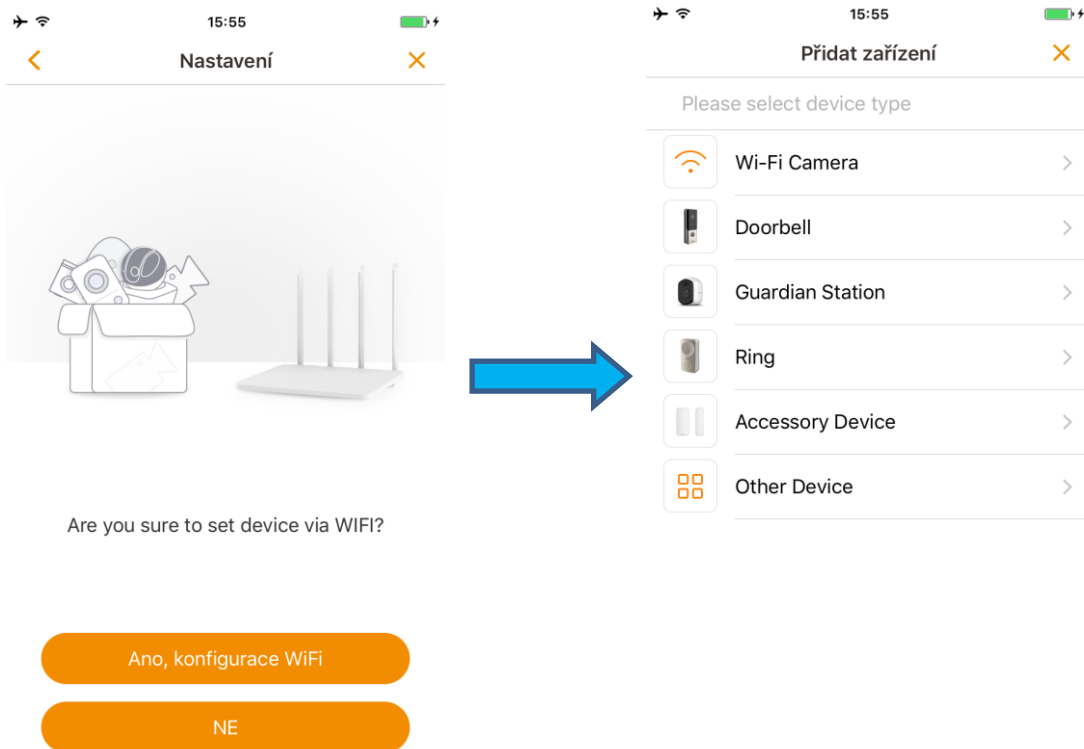 15:55
Nastavení
Are you sure to set device via WIFI?
Ano, konfigurace WiFi
NE
15:55
Přidat zařízení
Please select device type
Wi-Fi Camera
Doorbell
Guardian Station
Ring
Accessory Device
Other Device